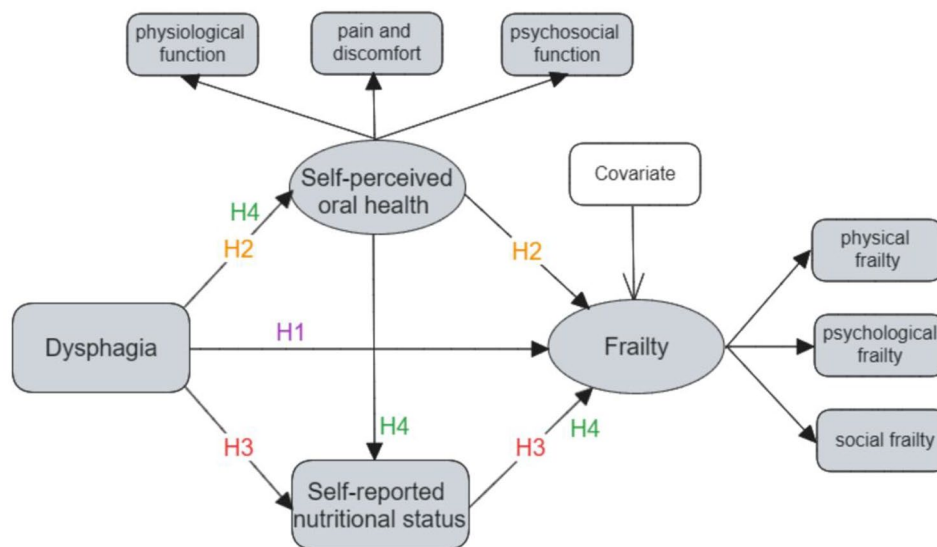 physiological
function
pain and
discomfort
psychosocial
function
Self-perceived
oral health
Covariate
H4
H2
H2
physical
frailty
Dysphagia
H1
Frailty
psychological
frailty
H4
H3
H3
H4
social frailty
Self-reported
nutritional status